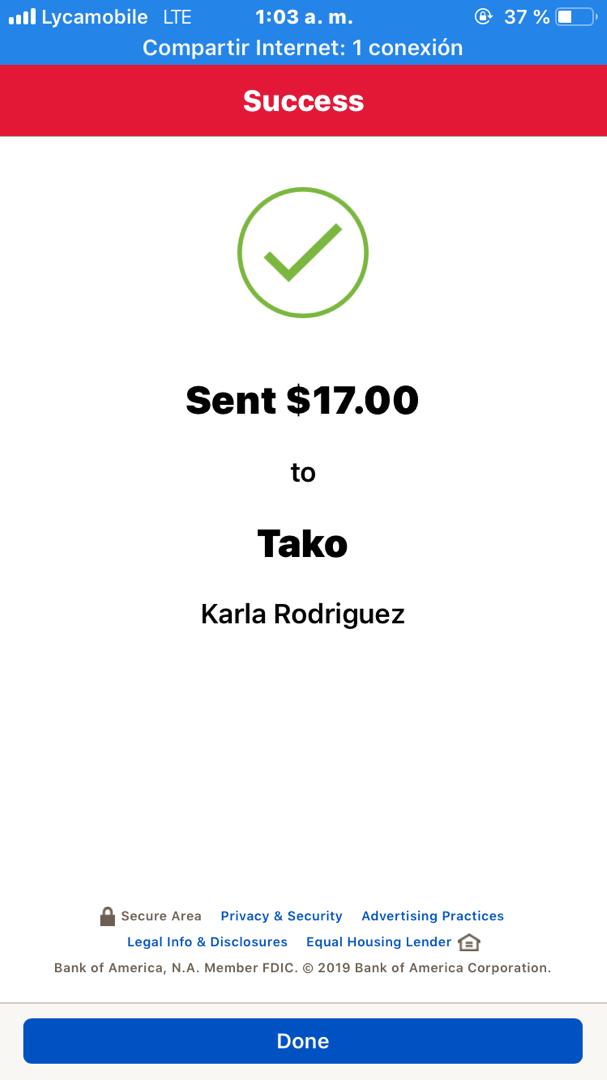 Lycamobile LTE 1:03 a. m. 37 %
Compartir Internet: 1 conexión
Success
Sent $17.00
to
Tako
Karla Rodriguez
Secure Area Privacy & Security Advertising Practices
Legal Info & Disclosures Equal Housing Lender
Bank of America, N.A. Member FDIC. © 2019 Bank of America Corporation.
Done